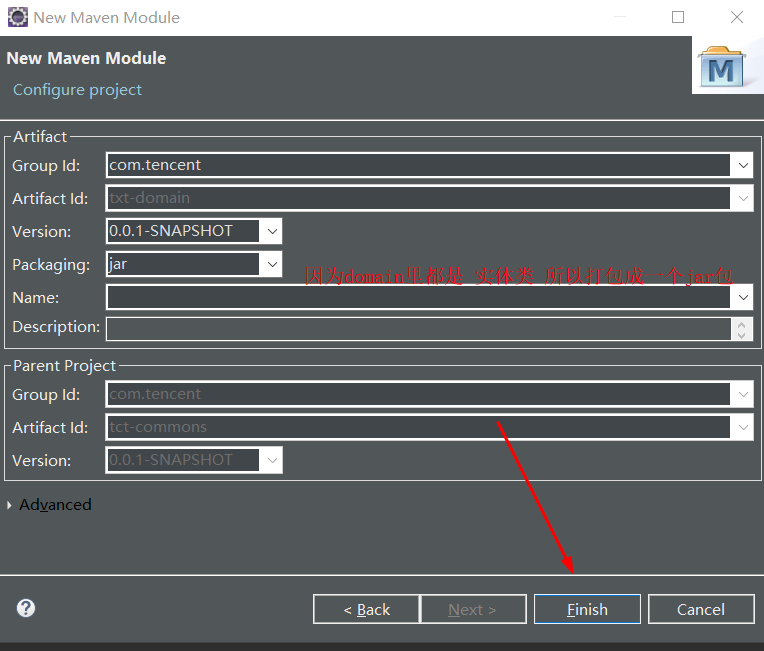 New Maven Module
New Maven Module
Configure project
M
Artifact
Group Id: com.tencent
Artifact Id: txt-domain
Version: 0.0.1-SNAPSHOT
Packaging: jar
因为domain里都是 实体类 所以打包成一个jar包
Name:
Description:
Parent Project
Group Id: com.tencent
Artifact Id: tct-commons
Version: 0.0.1-SNAPSHOT
Advanced
? < Back Next > Finish Cancel